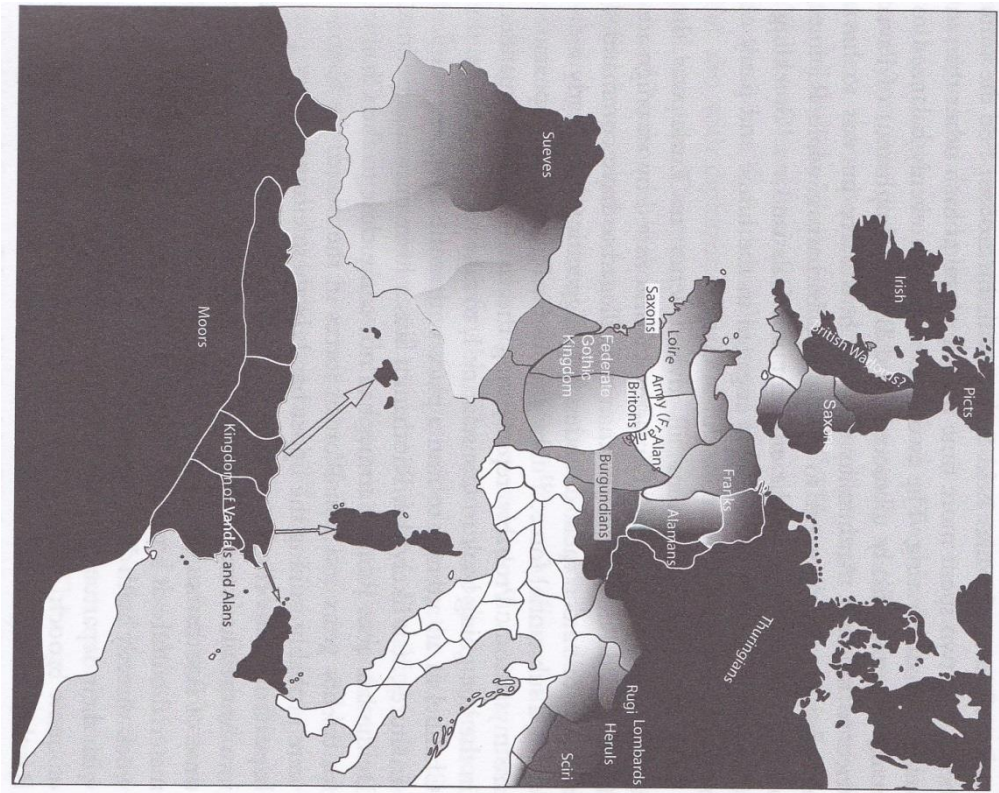 Picts
Irish
British Warlords?
Saxons
Saxons
Loire
Army
Alans
Britons
Franks
Alamans
Federate
Gothic
Kingdom
Burgundians
Thuringians
Sueves
Lombards
Rugi
Heruls
Sciri
Moors
Kingdom of Vandals and Alans